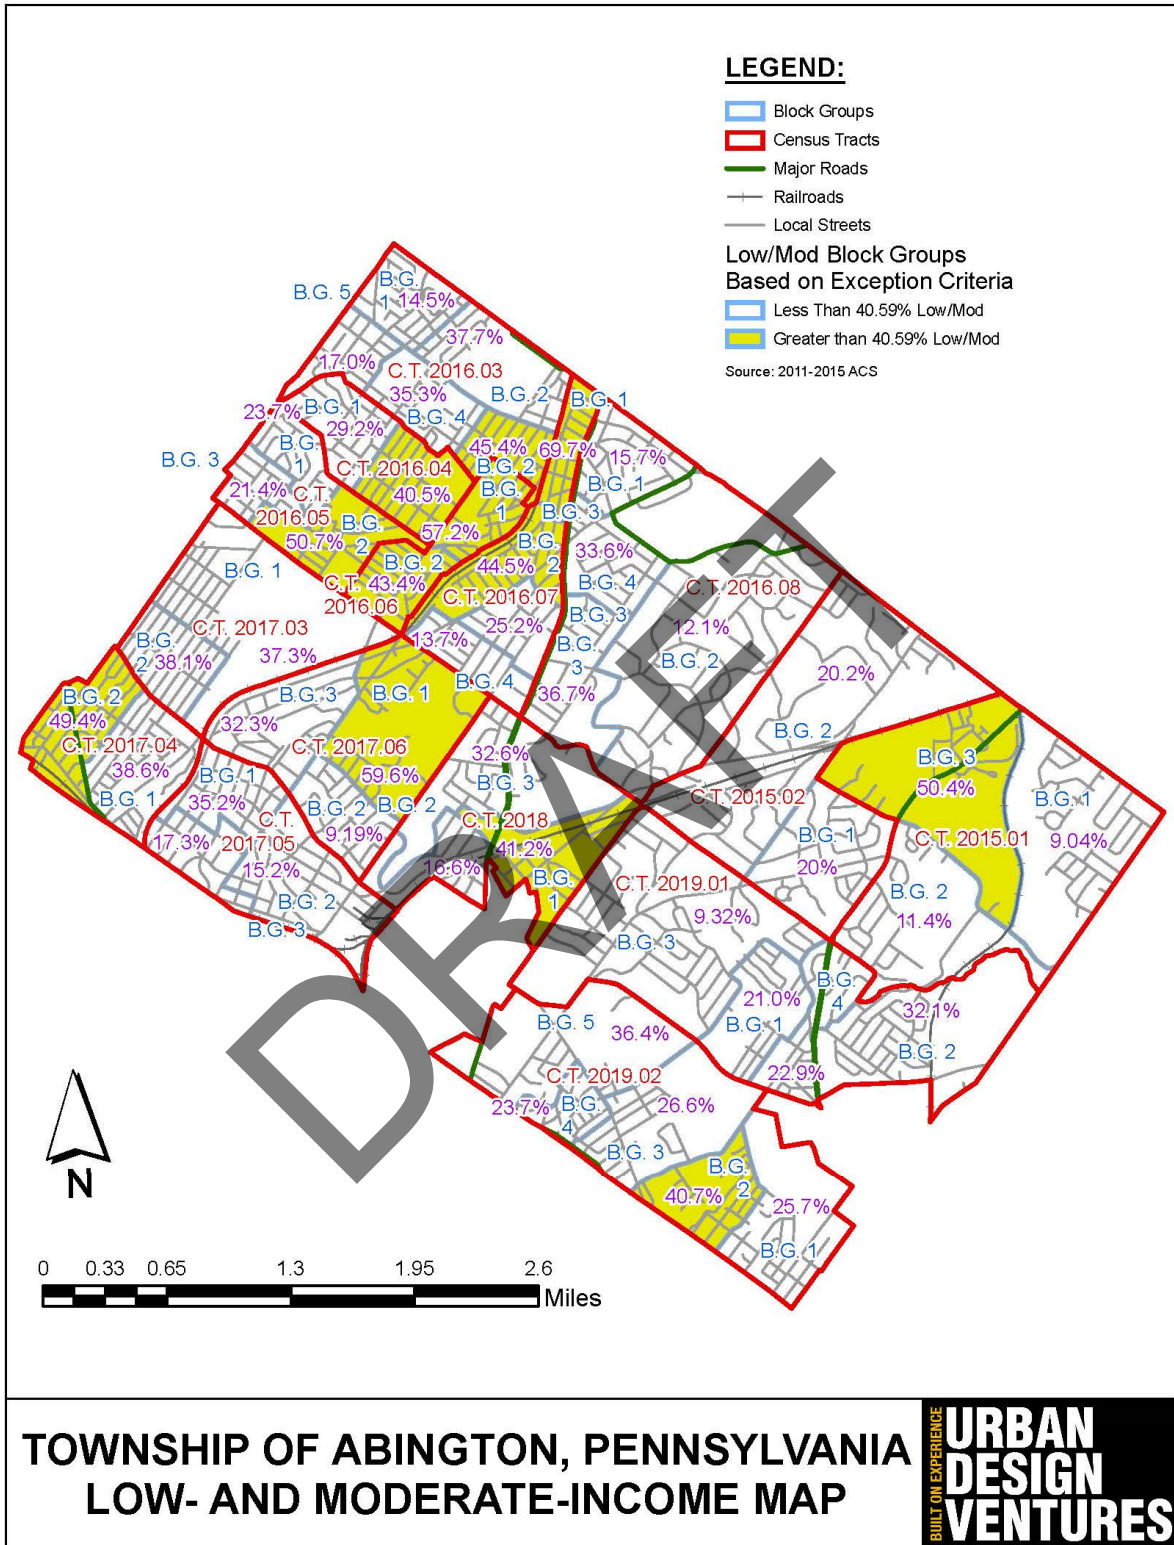 LEGEND:
Block Groups
Census Tracts
Major Roads
Railroads
Local Streets
Low/Mod Block Groups
Based on Exception Criteria
Less Than 40.59% Low/Mod
Greater than 40.59% Low/Mod
Source: 2011-2015 ACS
B.G. 5
B.G.
1
14.5%
37.7%
17.0%
C.T. 2016.03
35.3%
B.G. 2
B.G. 1
23.7%
B.G. 1
29.2%
B.G. 4
B.G. 3
B.G.
1
45.4%
69.7%
15.7%
C.T. 2016.04
B.G. 2
40.5%
B.G.
1
B.G. 1
21.4%
C.T.
2016.05
B.G. 3
50.7%
B.G.
2
57.2%
B.G.
2
33.6%
B.G. 1
B.G. 2
44.5%
B.G. 4
C.T. 2016.08
C.T.
2016.06
43.4%
C.T. 2016.07
B.G. 3
C.T. 2017.03
25.2%
12.1%
B.G.
2
38.1%
37.3%
13.7%
B.G.
3
B.G. 2
20.2%
B.G. 2
49.4%
B.G. 3
B.G. 1
B.G. 4
36.7%
32.3%
B.G. 2
C.T. 2017.04
38.6%
C.T. 2017.06
32.6%
B.G. 3
50.4%
B.G. 1
59.6%
B.G. 3
B.G. 1
35.2%
B.G. 2
B.G. 2
C.T. 2015.02
B.G. 1
C.T.
2017.05
9.19%
C.T. 2018
B.G. 1
C.T. 2015.01
9.04%
17.3%
15.2%
41.2%
16.6%
20%
B.G. 2
C.T. 2019.01
B.G. 2
B.G.
1
9.32%
11.4%
B.G. 3
B.G. 3
21.0%
B.G.
4
32.1%
B.G. 5
36.4%
B.G. 1
B.G. 2
C.T. 2019.02
22.9%
23.7%
B.G.
4
26.6%
B.G. 3
B.G.
2
40.7%
25.7%
B.G. 1
DRAFT
N
0 0.33 0.65 1.3 1.95 2.6
Miles
TOWNSHIP OF ABINGTON, PENNSYLVANIA
LOW- AND MODERATE-INCOME MAP
BUILT ON EXPERIENCE
URBAN
DESIGN
VENTURES